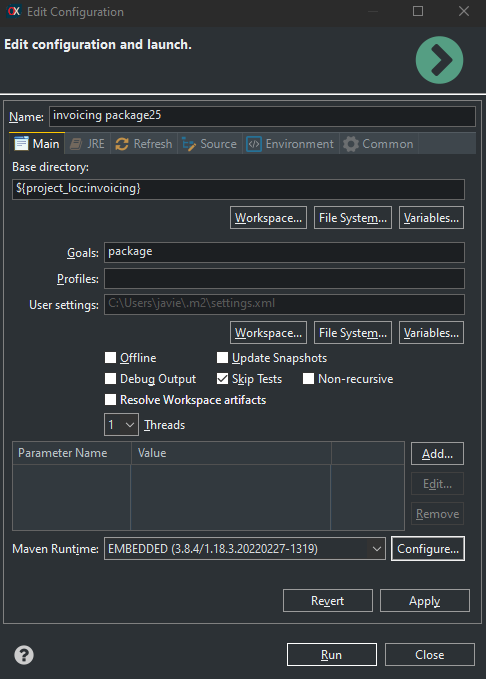 Edit Configuration
Edit configuration and launch.
Name: invoicing package25
Main JRE Refresh Source Environment Common
Base directory:
${project_loc:invoicing}
Workspace... File System... Variables...
Goals: package
Profiles:
User settings: C:\Users\javie\.m2\settings.xml
Workspace... File System... Variables...
Offline Update Snapshots
Debug Output Skip Tests Non-recursive
Resolve Workspace artifacts
1 Threads
Parameter Name Value Add...
Edit...
Remove
Maven Runtime: EMBEDDED (3.8.4/1.18.3.20220227-1319) Configure...
Revert Apply
? Run Close